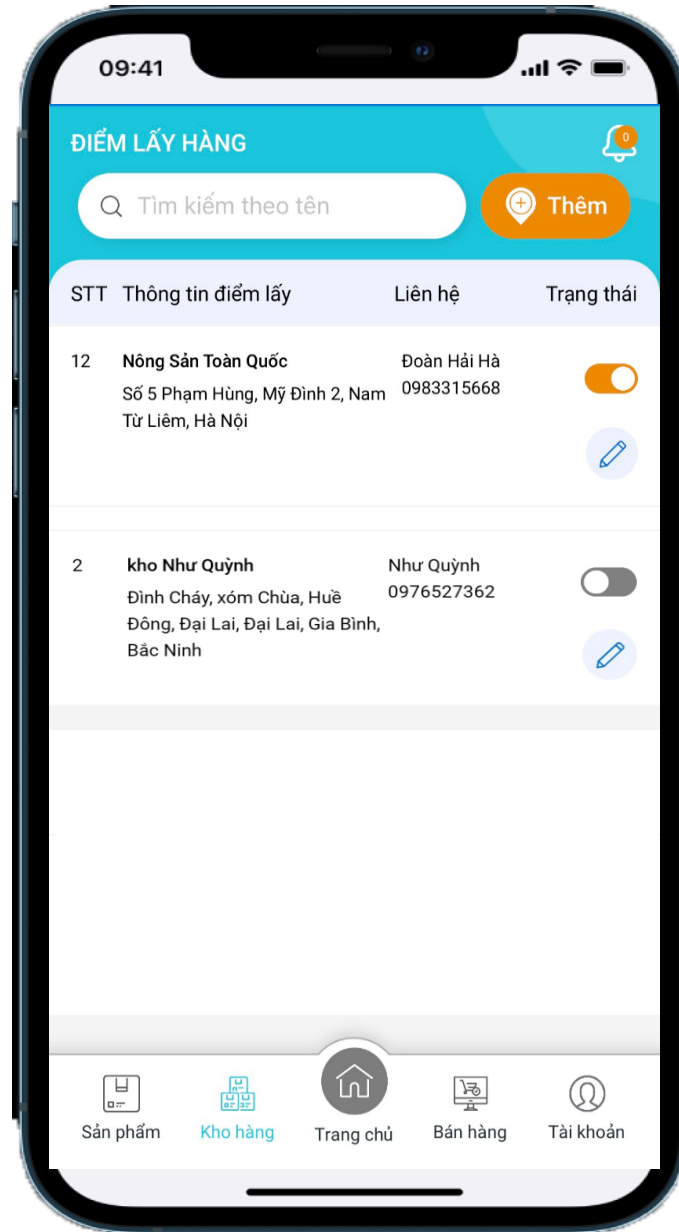 09:41
ĐIỂM LẤY HÀNG
0
Tìm kiếm theo tên
Thêm
STT Thông tin điểm lấy Liên hệ Trạng thái
12 Nông Sản Toàn Quốc Đoàn Hải Hà
Số 5 Phạm Hùng, Mỹ Đình 2, Nam 0983315668
Từ Liêm, Hà Nội
2 kho Như Quỳnh Như Quỳnh
Đình Cháy, xóm Chùa, Huề 0976527362
Đông, Đại Lai, Đại Lai, Gia Bình,
Bắc Ninh
Sản phẩm Kho hàng Trang chủ Bán hàng Tài khoản